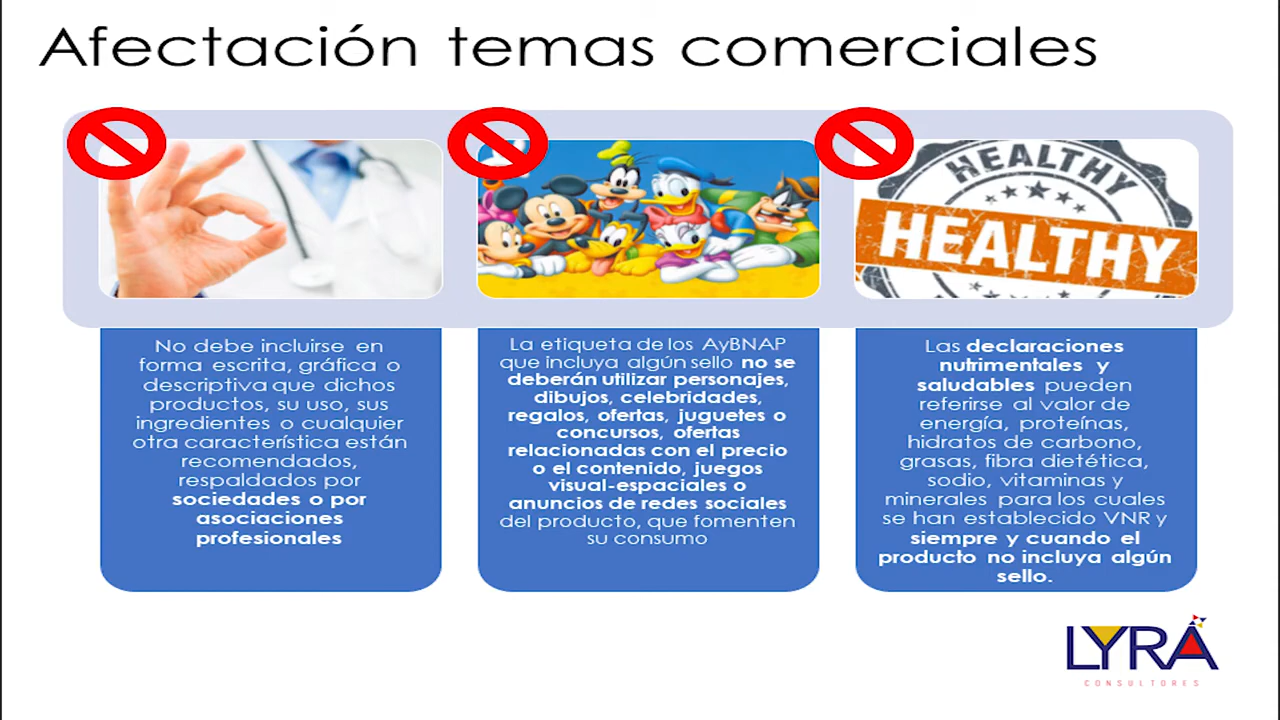 Afectación temas comerciales
HEALTHY
HEALTHY
No debe incluirse en
forma escrita, gráfica o
descriptiva que dichos
productos, su uso, sus
ingredientes o cualquier
otra característica están
recomendados,
respaldados por
sociedades o por
asociaciones
profesionales
La etiqueta de los AyBNAP
que incluya algún sello no se
deberán utilizar personajes,
dibujos, celebridades,
regalos, ofertas, juguetes o
concursos, ofertas
relacionadas con el precio
o el contenido, juegos
visual-espaciales o
anuncios de redes sociales
del producto, que fomenten
su consumo
Las declaraciones
nutrimentales y
saludables pueden
referirse al valor de
energía, proteínas,
hidratos de carbono,
grasas, fibra dietética,
sodio, vitaminas y
minerales para los cuales
se han establecido VNR y
siempre y cuando el
producto no incluya algún
sello.
LYRA
CONSULTORES